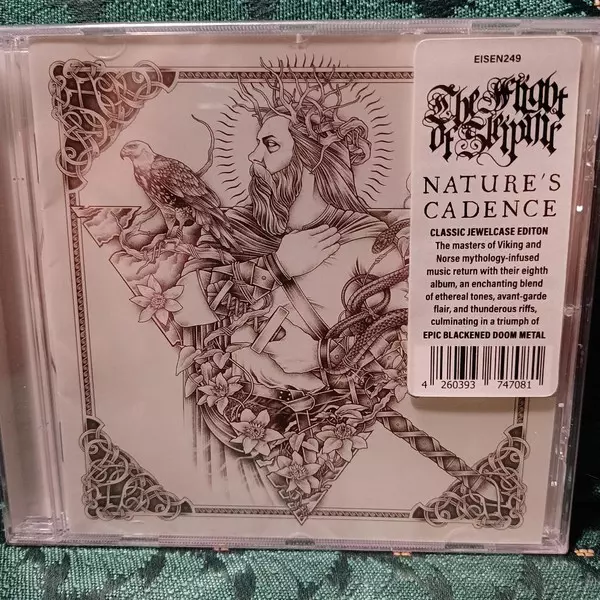 EISEN249
The Flight
of Sleipnir
NATURE'S
CADENCE
CLASSIC JEWELCASE EDITON
The masters of Viking and
Norse mythology-infused
music return with their eighth
album, an enchanting blend
of ethereal tones, avant-garde
flair, and thunderous riffs,
culminating in a triumph of
EPIC BLACKENED DOOM METAL
4 260393 747081